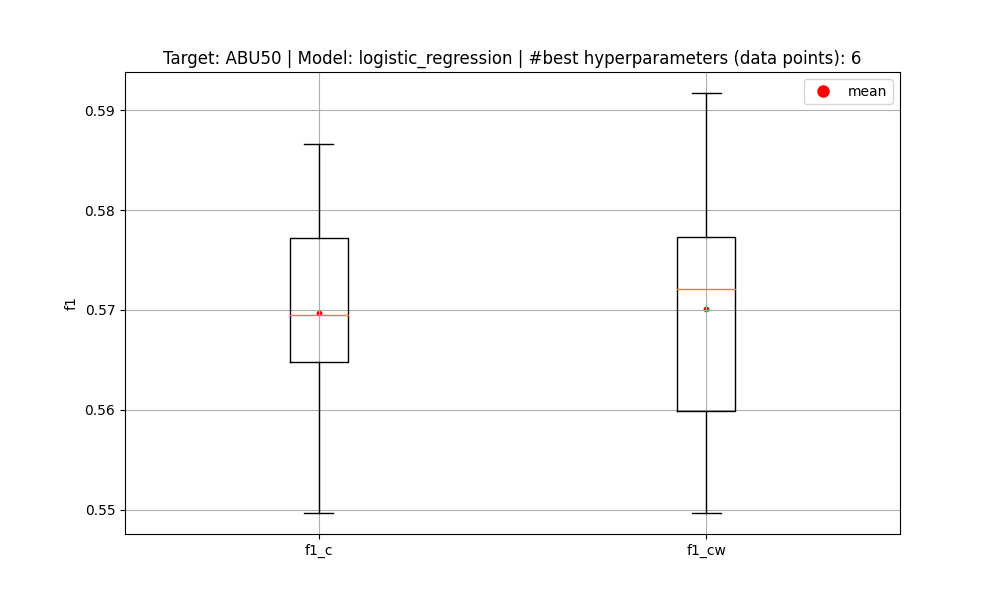 Target: ABU50 | Model: logistic_regression | #best hyperparameters (data points): 6
mean
0.59
0.58
0.57
0.56
0.55
f1
f1_c
f1_cw